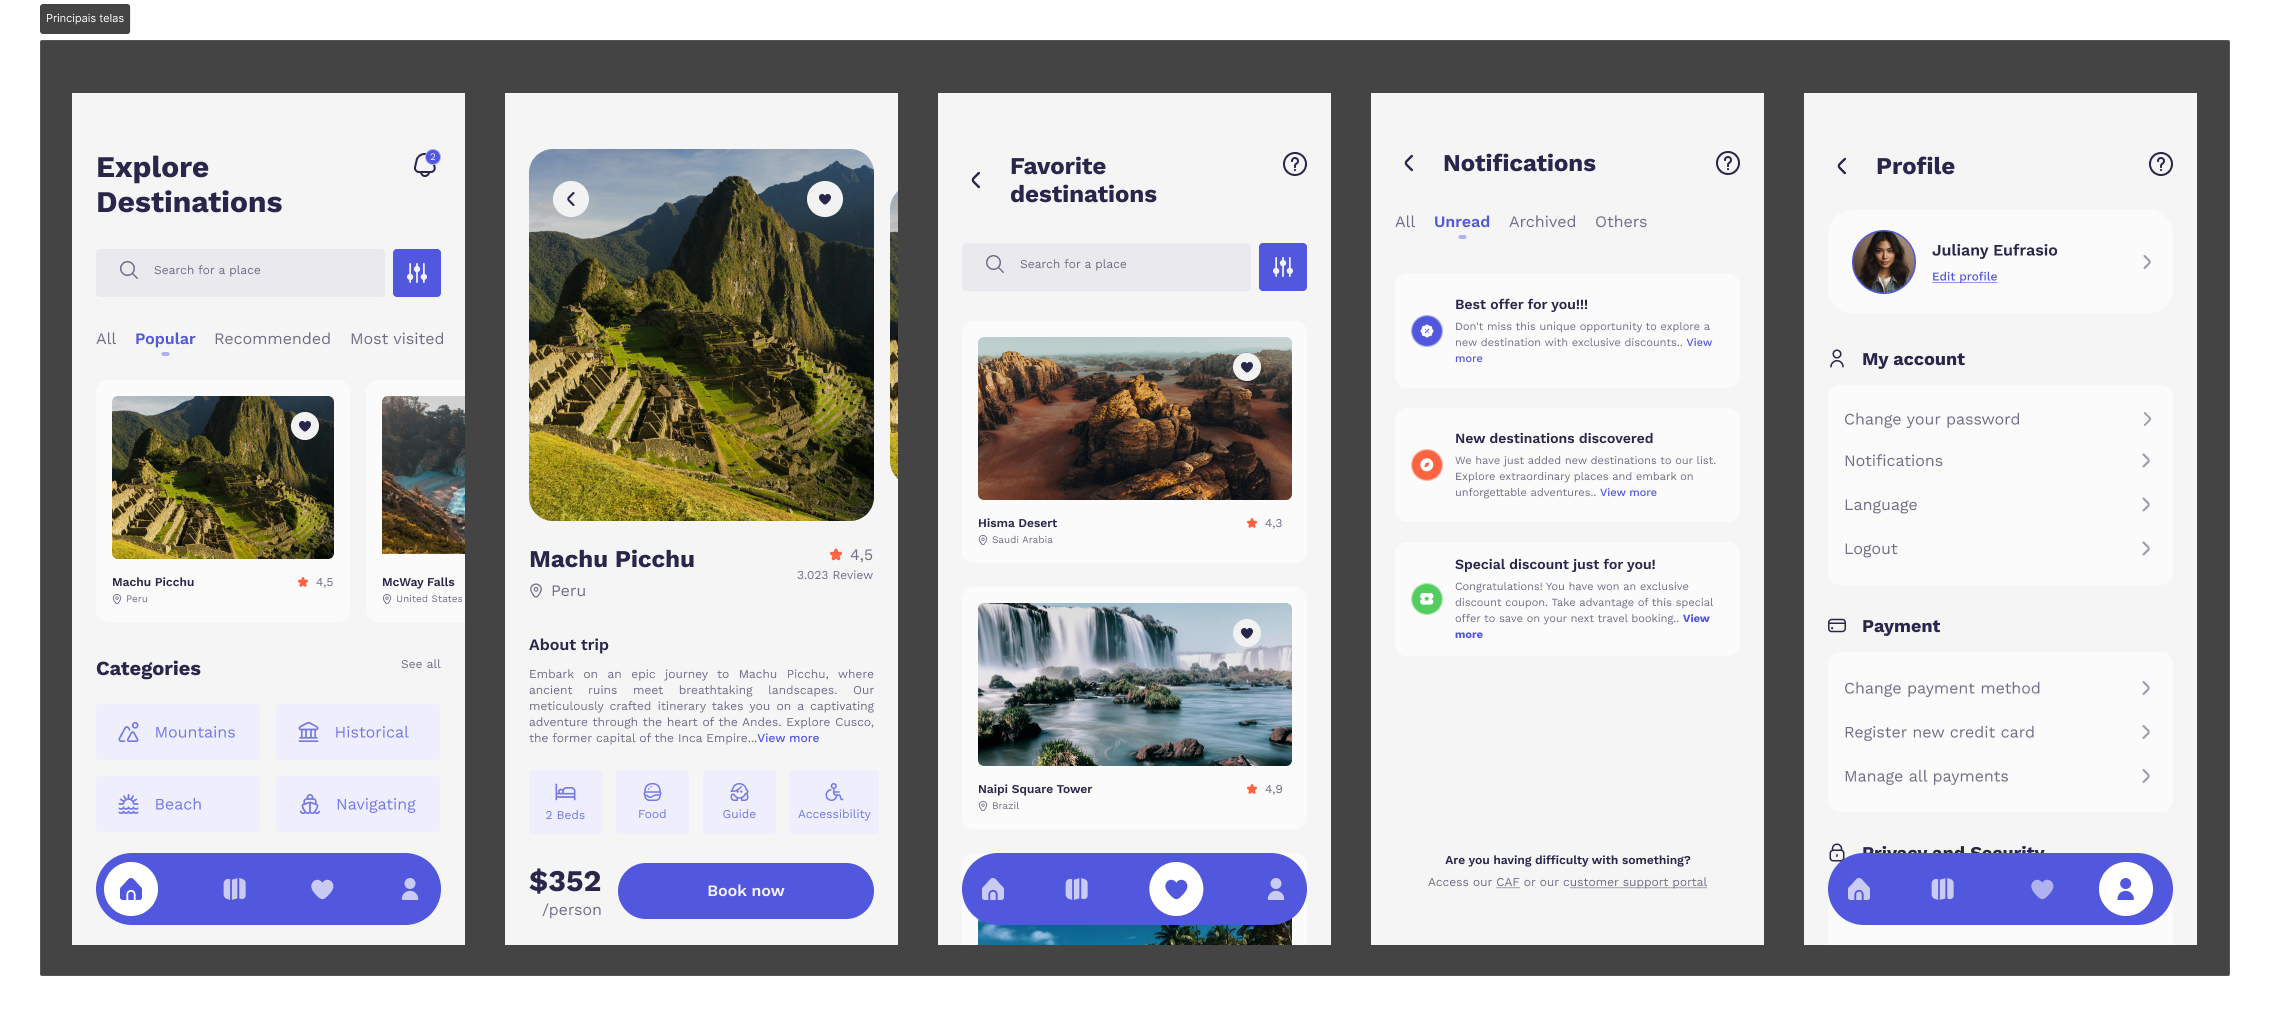 Principais telas
Explore
Destinations
2
Search for a place
All Popular Recommended Most visited
Machu Picchu 4,5
Peru
McWay Falls
United States
Categories See all
Mountains Historical
Beach Navigating
Machu Picchu 4,5
3.023 Review
Peru
About trip
Embark on an epic journey to Machu Picchu, where
ancient ruins meet breathtaking landscapes. Our
meticulously crafted itinerary takes you on a captivating
adventure through the heart of the Andes. Explore Cusco,
the former capital of the Inca Empire...View more
2 Beds Food Guide Accessibility
$352
/person
Book now
Favorite
destinations
?
Search for a place
Hisma Desert 4,3
Saudi Arabia
Naipi Square Tower 4,9
Brazil
Notifications ?
All Unread Archived Others
Best offer for you!!!
Don't miss this unique opportunity to explore a
new destination with exclusive discounts.. View
more
New destinations discovered
We have just added new destinations to our list.
Explore extraordinary places and embark on
unforgettable adventures.. View more
Special discount just for you!
Congratulations! You have won an exclusive
discount coupon. Take advantage of this special
offer to save on your next travel booking.. View
more
Are you having difficulty with something?
Access our CAF or our customer support portal
Profile ?
Juliany Eufrasio
Edit profile
My account
Change your password
Notifications
Language
Logout
Payment
Change payment method
Register new credit card
Manage all payments
Privacy and Security